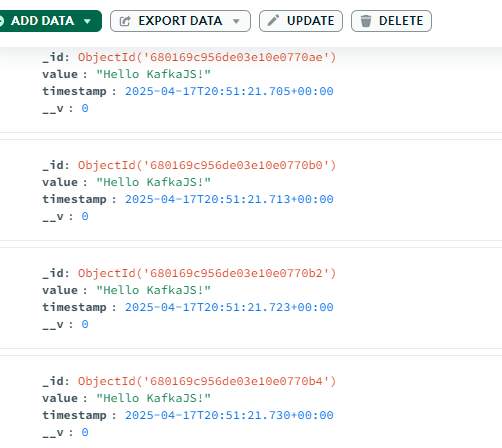 ADD DATA EXPORT DATA UPDATE DELETE
_id: ObjectId('680169c956de03e10e0770ae')
value : "Hello KafkaJS!"
timestamp : 2025-04-17T20:51:21.705+00:00
__v : 0
_id: ObjectId('680169c956de03e10e0770b0')
value : "Hello KafkaJS!"
timestamp : 2025-04-17T20:51:21.713+00:00
__v : 0
_id: ObjectId('680169c956de03e10e0770b2')
value : "Hello KafkaJS!"
timestamp : 2025-04-17T20:51:21.723+00:00
__v : 0
_id: ObjectId('680169c956de03e10e0770b4')
value : "Hello KafkaJS!"
timestamp : 2025-04-17T20:51:21.730+00:00
__v : 0